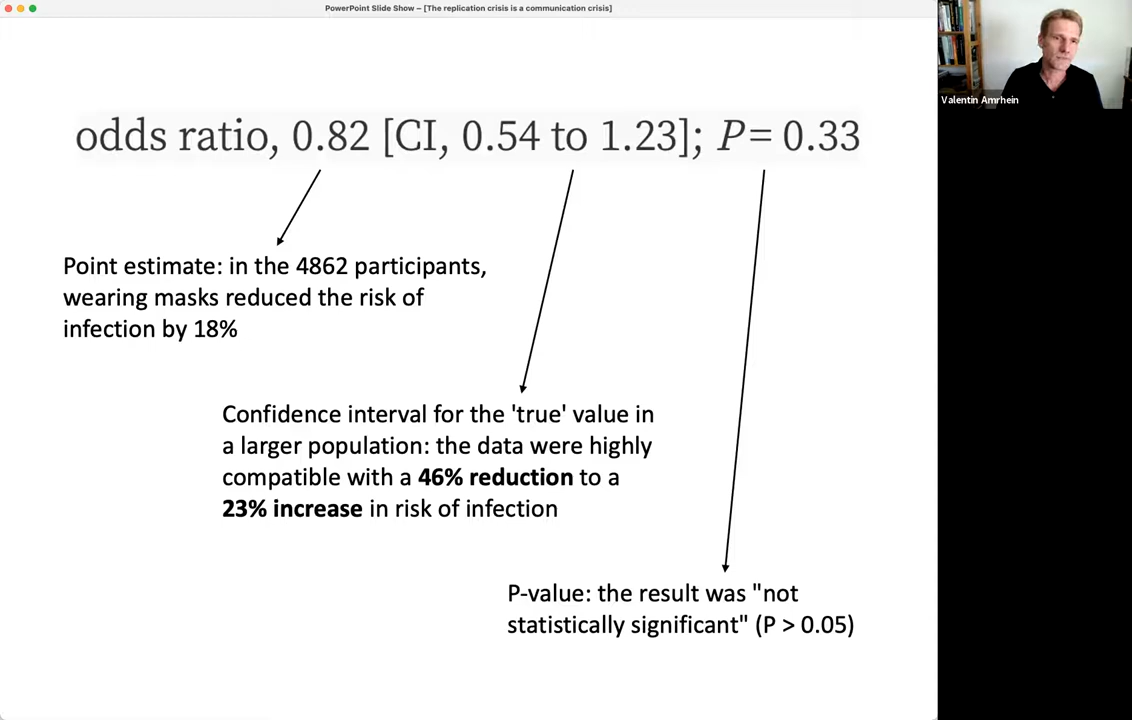 PowerPoint Slide Show – [The replication crisis is a communication crisis]
Valentin Amrhein
odds ratio, 0.82 [CI, 0.54 to 1.23]; P= 0.33
Point estimate: in the 4862 participants,
wearing masks reduced the risk of
infection by 18%
Confidence interval for the 'true' value in
a larger population: the data were highly
compatible with a 46% reduction to a
23% increase in risk of infection
P-value: the result was "not
statistically significant" (P > 0.05)